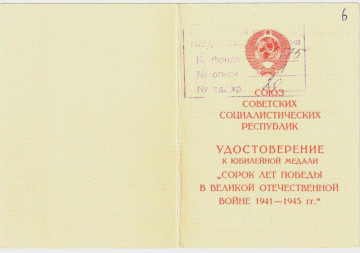 6
№ фонда
№ описи
№ ед. хр.
СОЮЗ
СОВЕТСКИХ
СОЦИАЛИСТИЧЕСКИХ
РЕСПУБЛИК
УДОСТОВЕРЕНИЕ
К ЮБИЛЕЙНОЙ МЕДАЛИ
„СОРОК ЛЕТ ПОБЕДЫ
В ВЕЛИКОЙ ОТЕЧЕСТВЕННОЙ
ВОЙНЕ 1941—1945 гг."